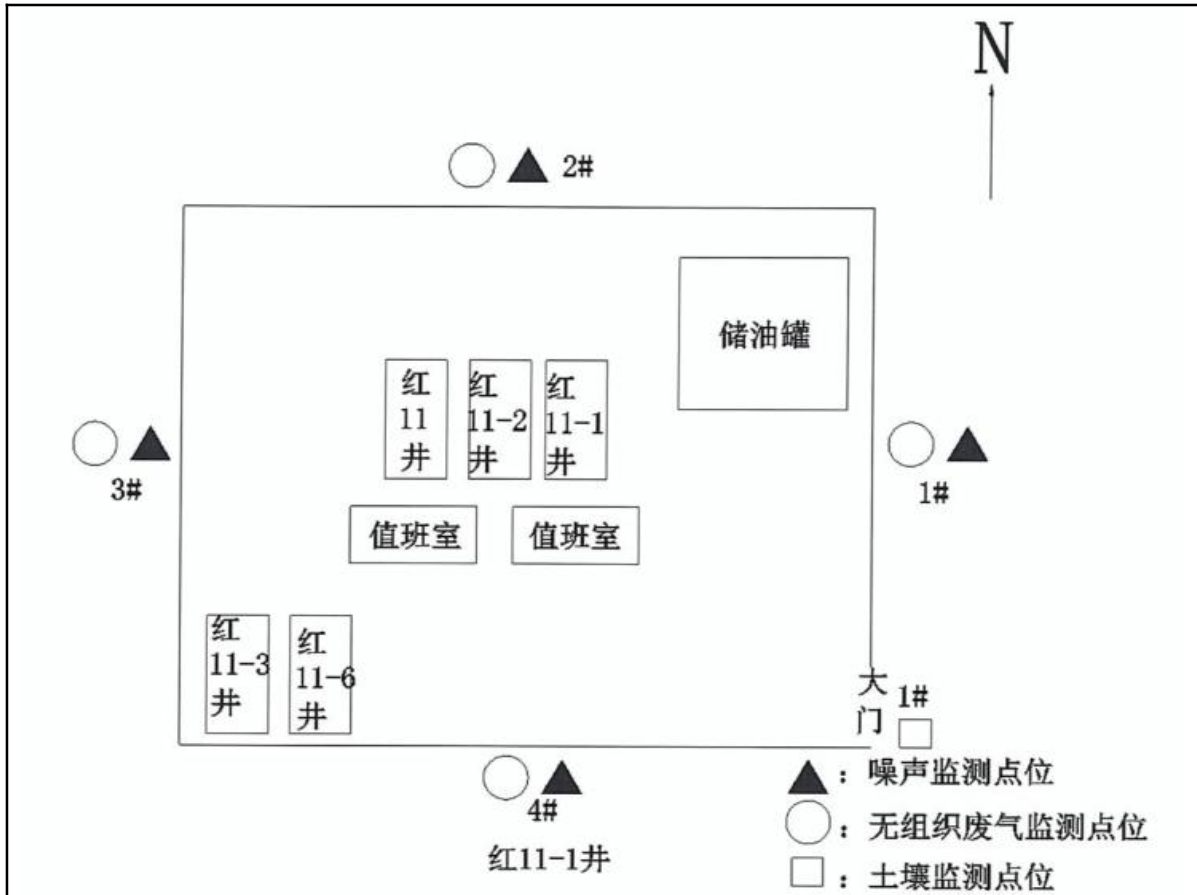 N
2#
储油罐
红
11
井
红
11-2
井
红
11-1
井
3#
1#
值班室
值班室
红
11-3
井
红
11-6
井
大
门
1#
▲：噪声监测点位
4#
○：无组织废气监测点位
红11-1井
□：土壤监测点位